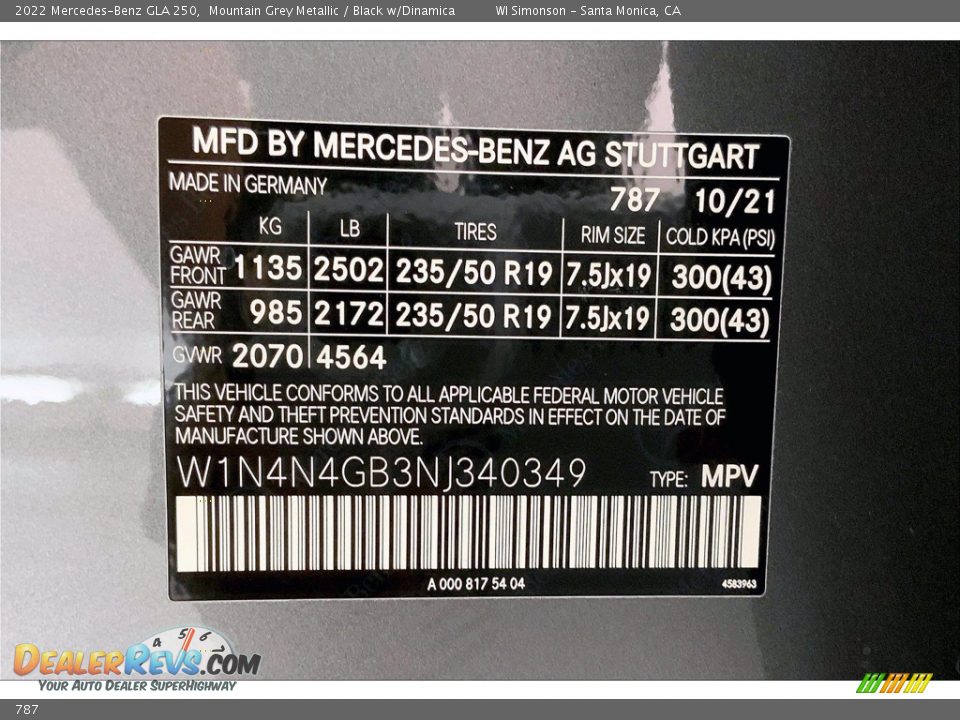 2022 Mercedes-Benz GLA 250, Mountain Grey Metallic / Black w/Dinamica WI Simonson - Santa Monica, CA
MFD BY MERCEDES-BENZ AG STUTTGART
MADE IN GERMANY
787 10/21
KG LB TIRES RIM SIZE COLD KPA (PSI)
GAWR FRONT 1135 2502 235/50 R19 7.5Jx19 300(43)
GAWR REAR 985 2172 235/50 R19 7.5Jx19 300(43)
GVWR 2070 4564
THIS VEHICLE CONFORMS TO ALL APPLICABLE FEDERAL MOTOR VEHICLE
SAFETY AND THEFT PREVENTION STANDARDS IN EFFECT ON THE DATE OF
MANUFACTURE SHOWN ABOVE.
W1N4N4GB3NJ340349 TYPE: MPV
A 000 817 54 04 4583963
4 5 6 7
DEALERREVS.COM
YOUR AUTO DEALER SUPERHIGHWAY
787